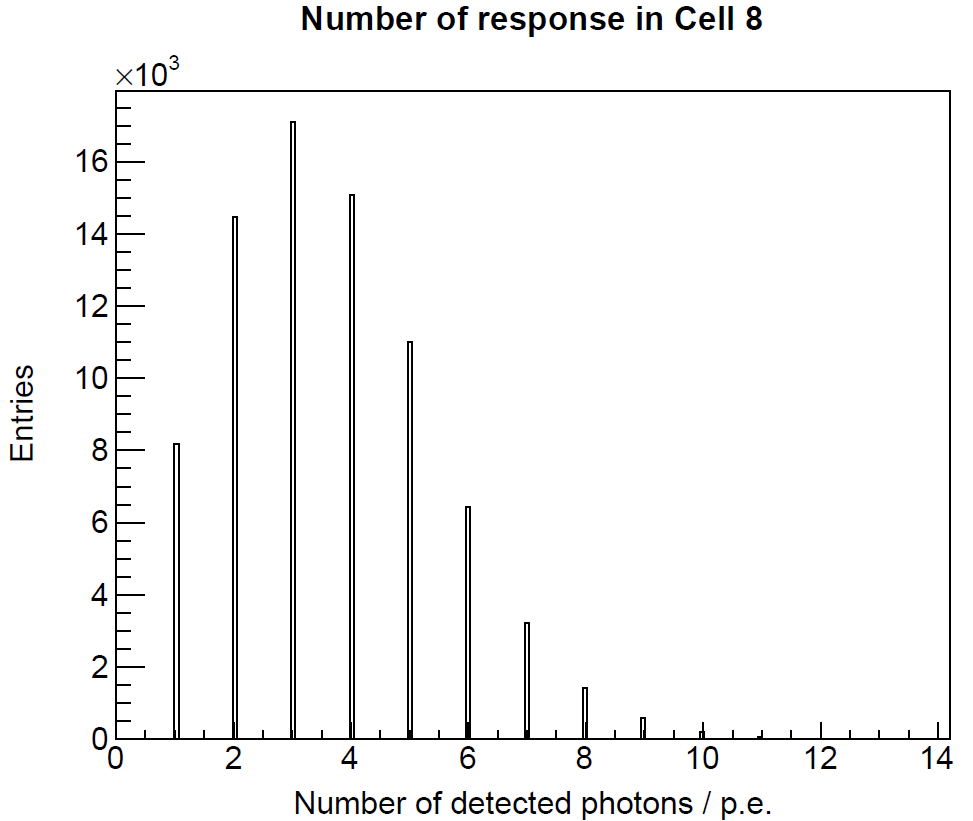 Number of response in Cell 8
×10³
16
14
12
10
8
6
4
2
0
Entries
0 2 4 6 8 10 12 14
Number of detected photons / p.e.